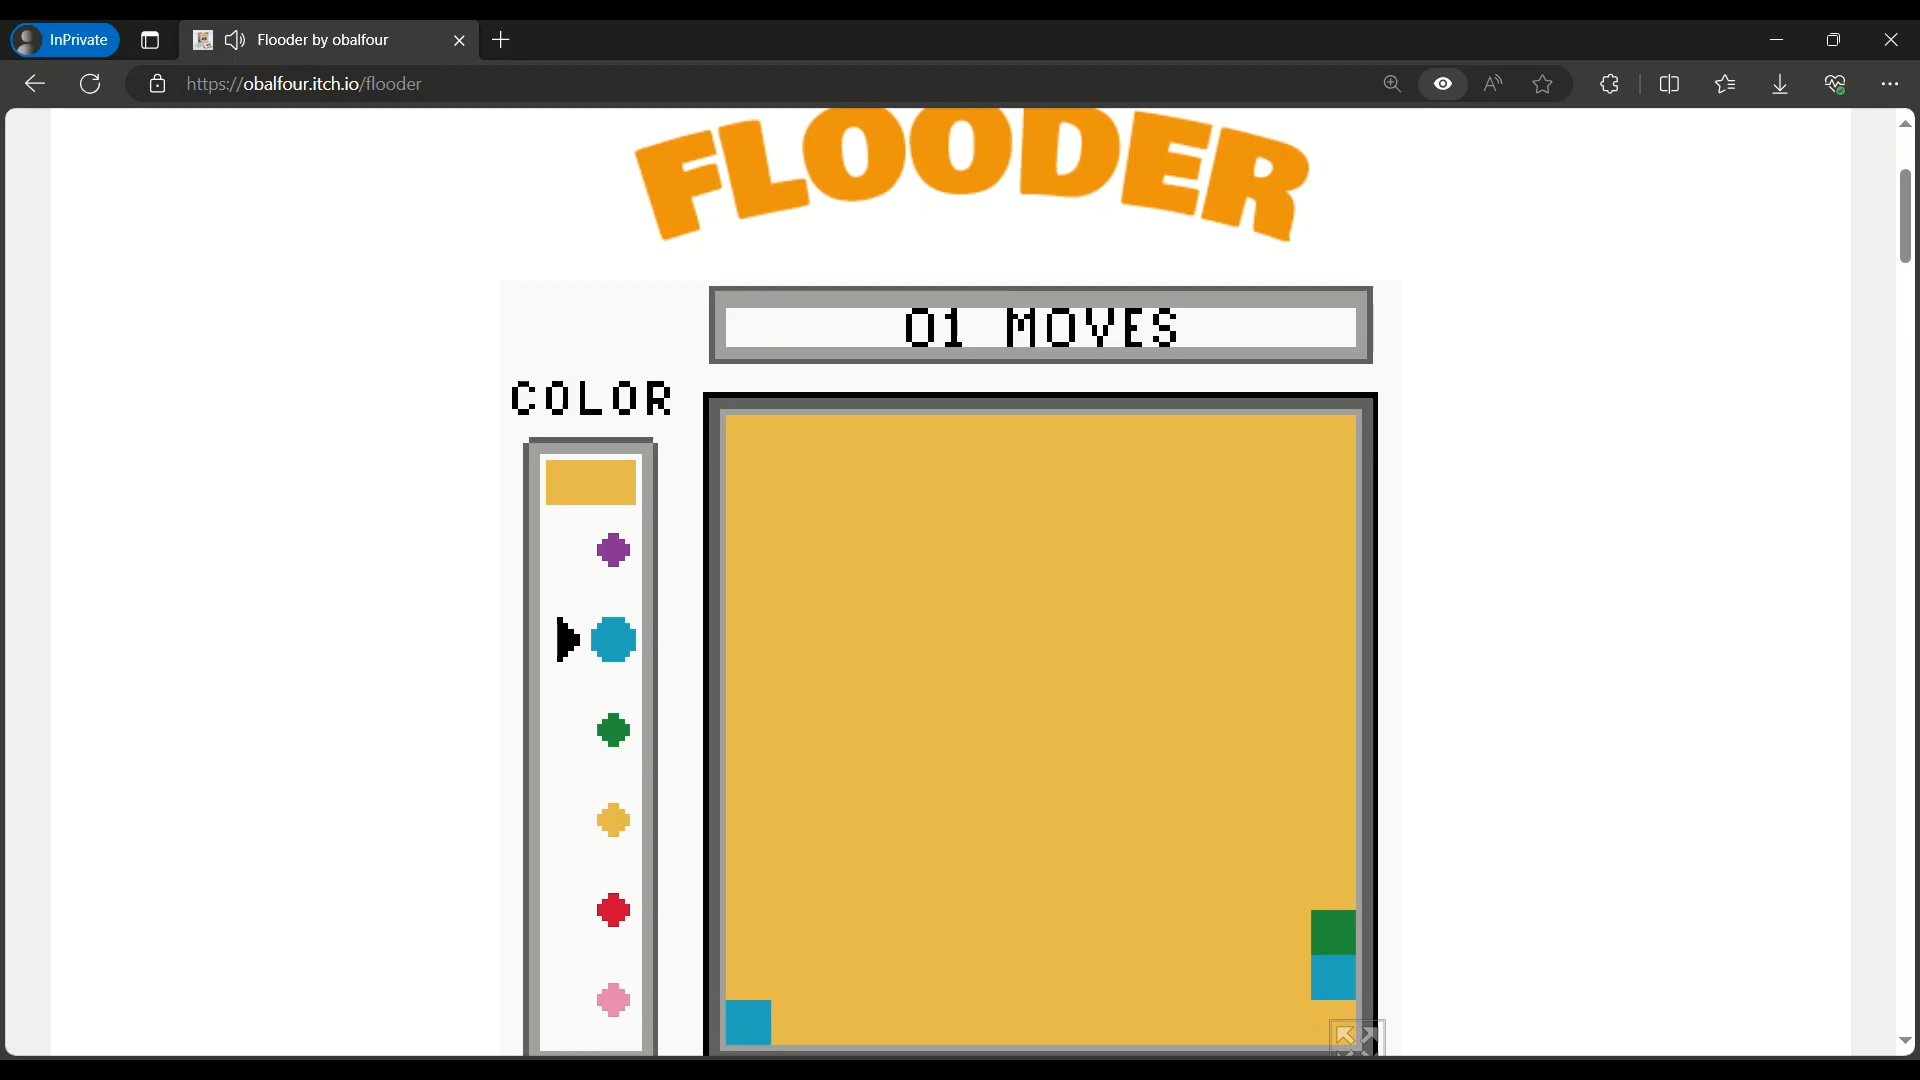 InPrivate
Flooder by obalfour
https://obalfour.itch.io/flooder
FLOODER
01 MOVES
COLOR